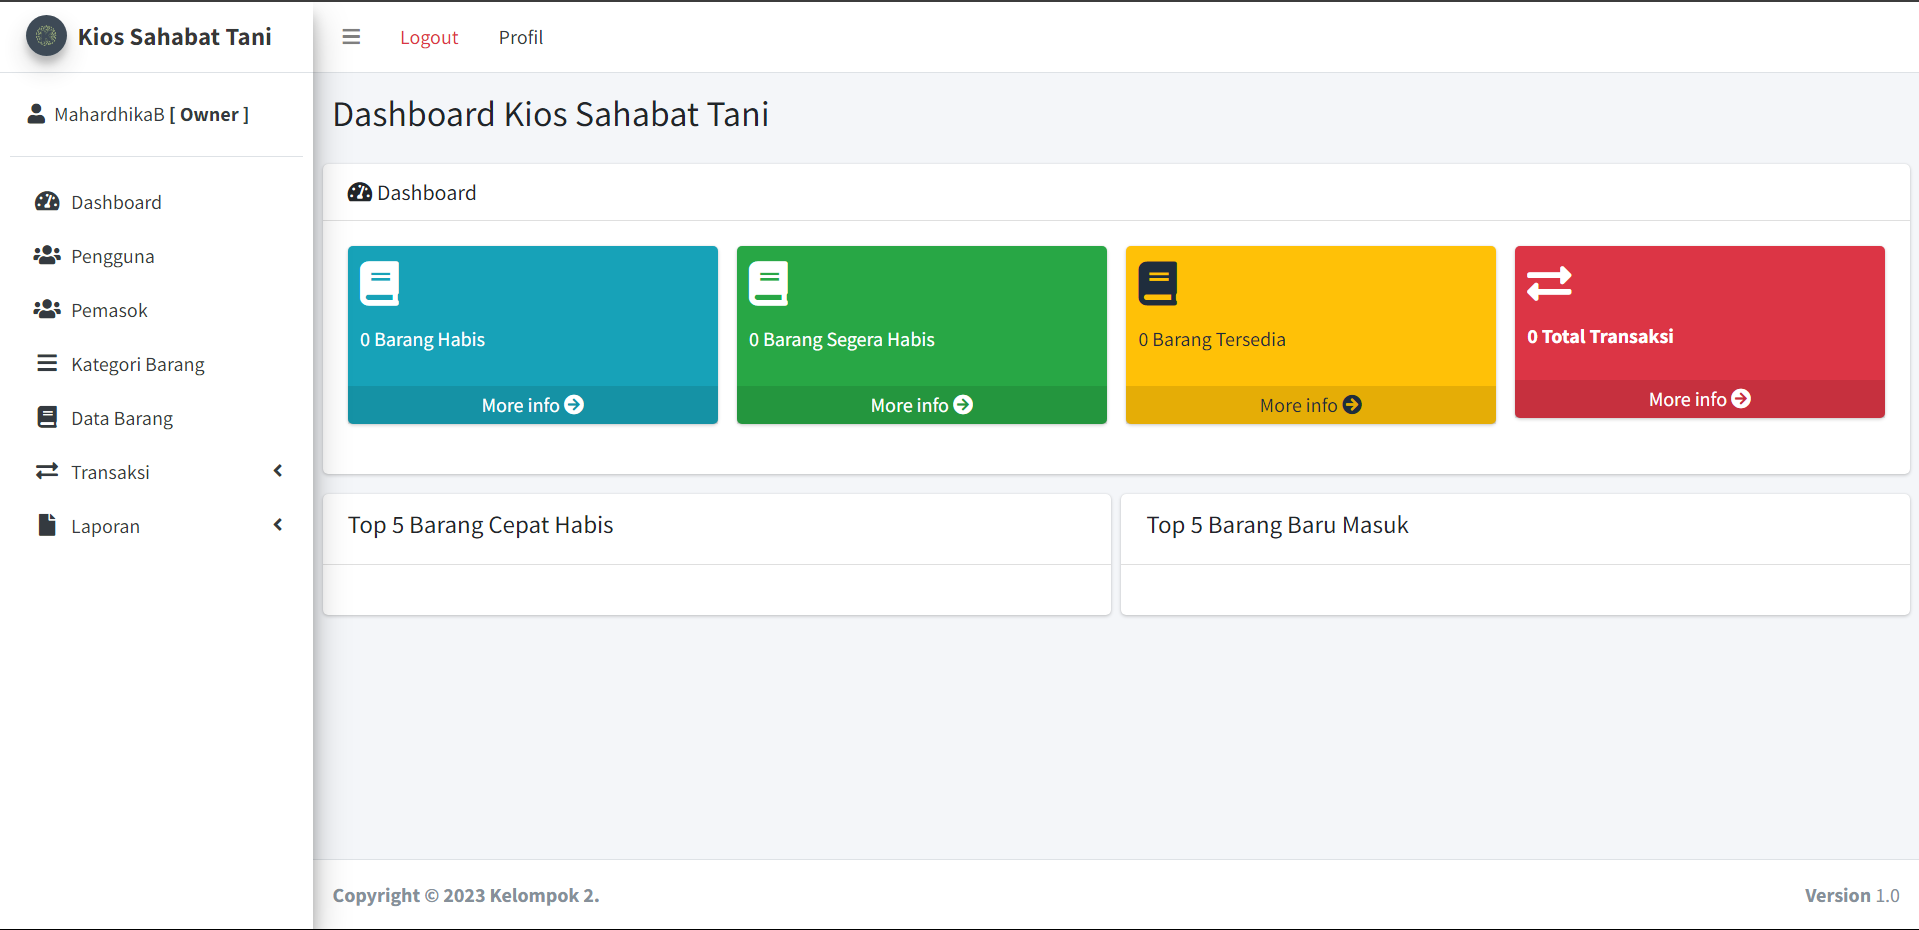 Kios Sahabat Tani
Logout Profil
MahardhikaB [ Owner ]
Dashboard
Pengguna
Pemasok
Kategori Barang
Data Barang
Transaksi
Laporan
Dashboard Kios Sahabat Tani
Dashboard
0 Barang Habis
More info
0 Barang Segera Habis
More info
0 Barang Tersedia
More info
0 Total Transaksi
More info
Top 5 Barang Cepat Habis
Top 5 Barang Baru Masuk
Copyright © 2023 Kelompok 2.
Version 1.0